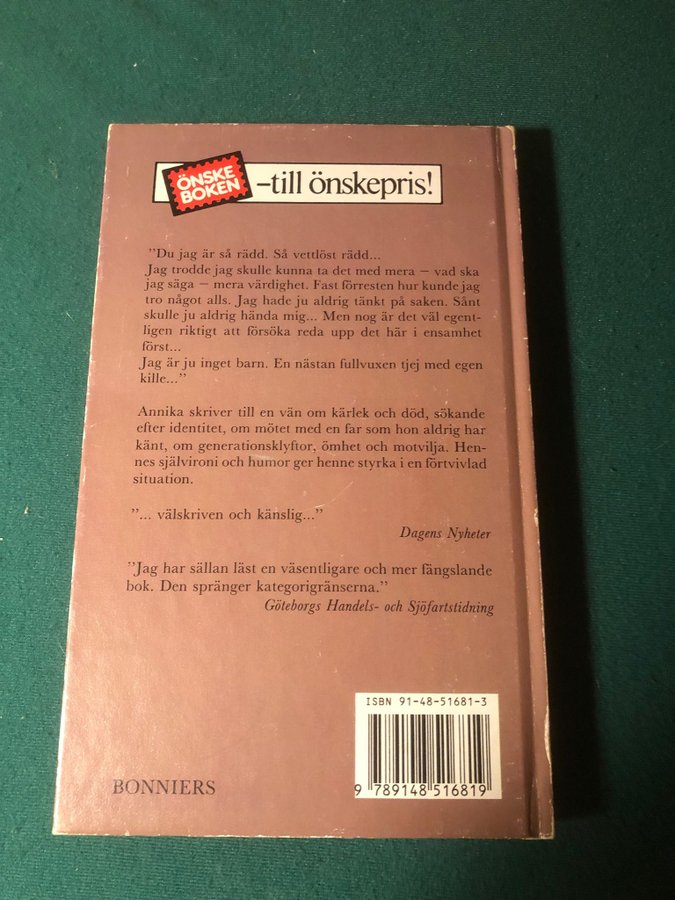 ÖNSKE
BOKEN
–till önskepris!
"Du jag är så rädd. Så vettlöst rädd...
Jag trodde jag skulle kunna ta det med mera – vad ska
jag säga – mera värdighet. Fast förresten hur kunde jag
tro något alls. Jag hade ju aldrig tänkt på saken. Sånt
skulle ju aldrig hända mig... Men nog är det väl egent-
ligen riktigt att försöka reda upp det här i ensamhet
först...
Jag är ju inget barn. En nästan fullvuxen tjej med egen
kille..."
Annika skriver till en vän om kärlek och död, sökande
efter identitet, om mötet med en far som hon aldrig har
känt, om generationsklyftor, ömhet och motvilja. Hen-
nes självironi och humor ger henne styrka i en förtvivlad
situation.
"... välskriven och känslig..."
Dagens Nyheter
"Jag har sällan läst en väsentligare och mer fängslande
bok. Den spränger kategorigränserna."
Göteborgs Handels- och Sjöfartstidning
ISBN 91-48-51681-3
9 789148 516819
BONNIERS